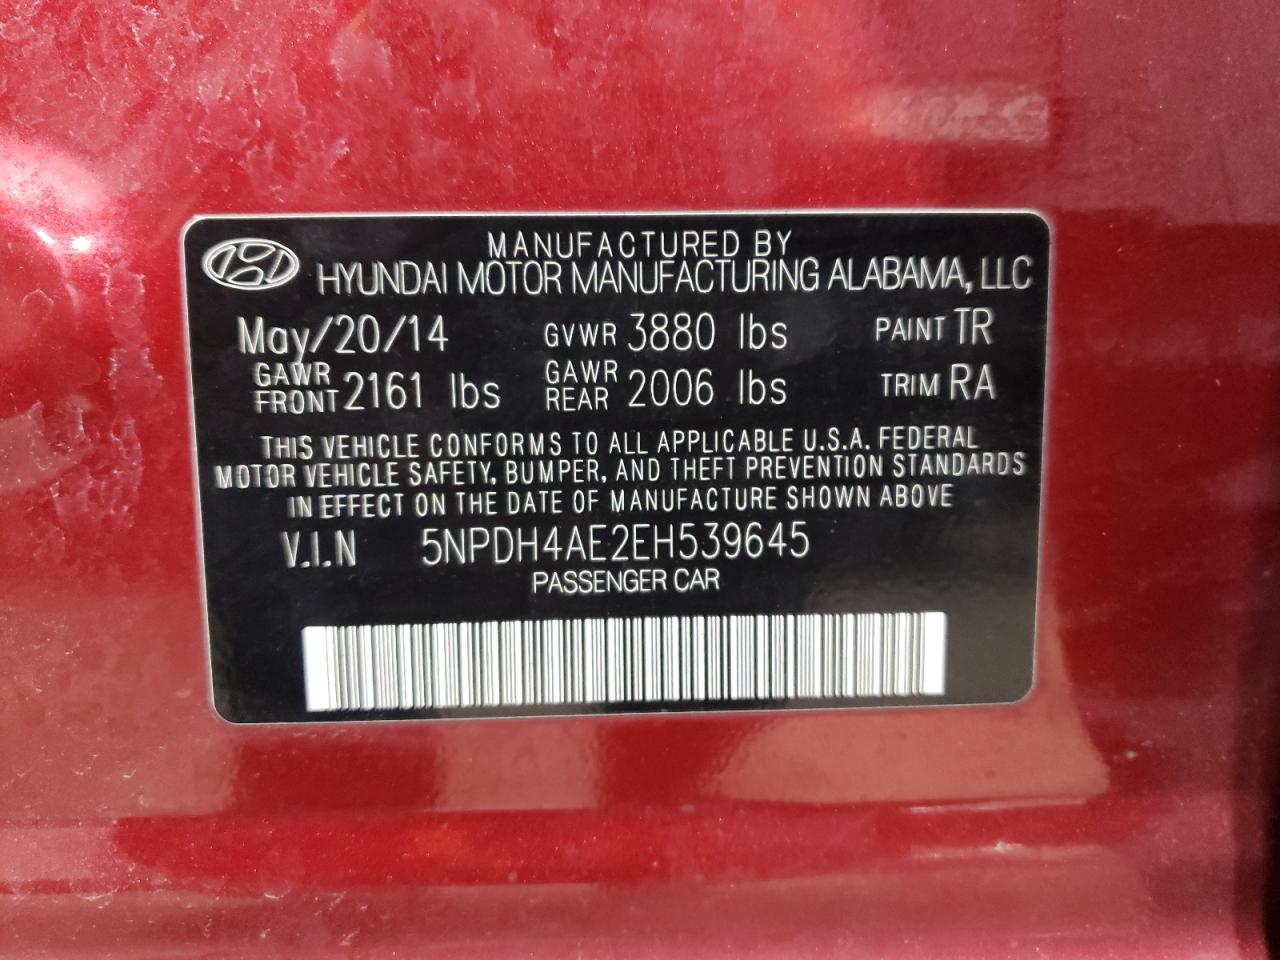 MANUFACTURED BY
HYUNDAI MOTOR MANUFACTURING ALABAMA, LLC
May/20/14 GVWR 3880 lbs PAINT TR
GAWR FRONT 2161 lbs GAWR REAR 2006 lbs TRIM RA
THIS VEHICLE CONFORMS TO ALL APPLICABLE U.S.A. FEDERAL
MOTOR VEHICLE SAFETY, BUMPER, AND THEFT PREVENTION STANDARDS
IN EFFECT ON THE DATE OF MANUFACTURE SHOWN ABOVE
V.I.N 5NPDH4AE2EH539645
PASSENGER CAR